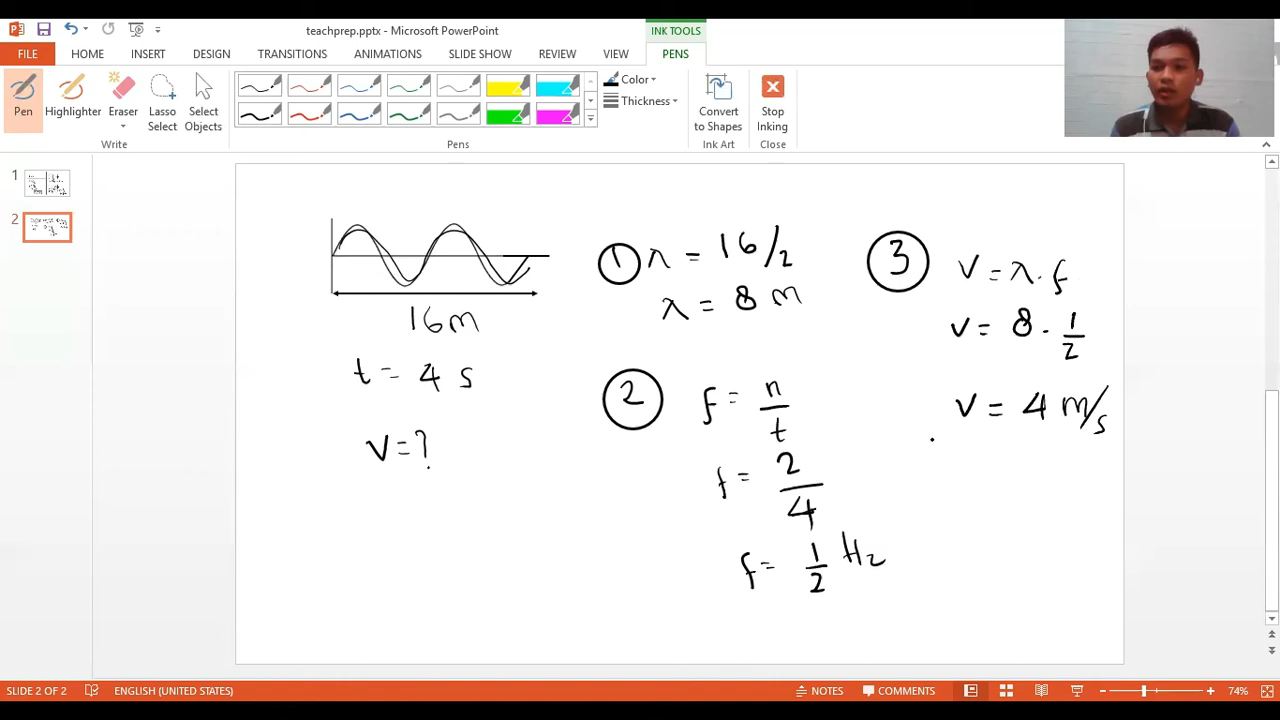 teachprep.pptx - Microsoft PowerPoint
INK TOOLS
FILE HOME INSERT DESIGN TRANSITIONS ANIMATIONS SLIDE SHOW REVIEW VIEW PENS
Pen Highlighter Eraser Lasso Select Select Objects
Color
Thickness
Convert to Shapes
Stop Inking
Write Pens Ink Art Close
1
2
16m
t = 4 s
v = ?
① λ = 16/2
λ = 8 m
② f = n/t
f = 2/4
f = 1/2 Hz
③ v = λ · f
v = 8 · 1/2
v = 4 m/s
SLIDE 2 OF 2 ENGLISH (UNITED STATES) NOTES COMMENTS 74%